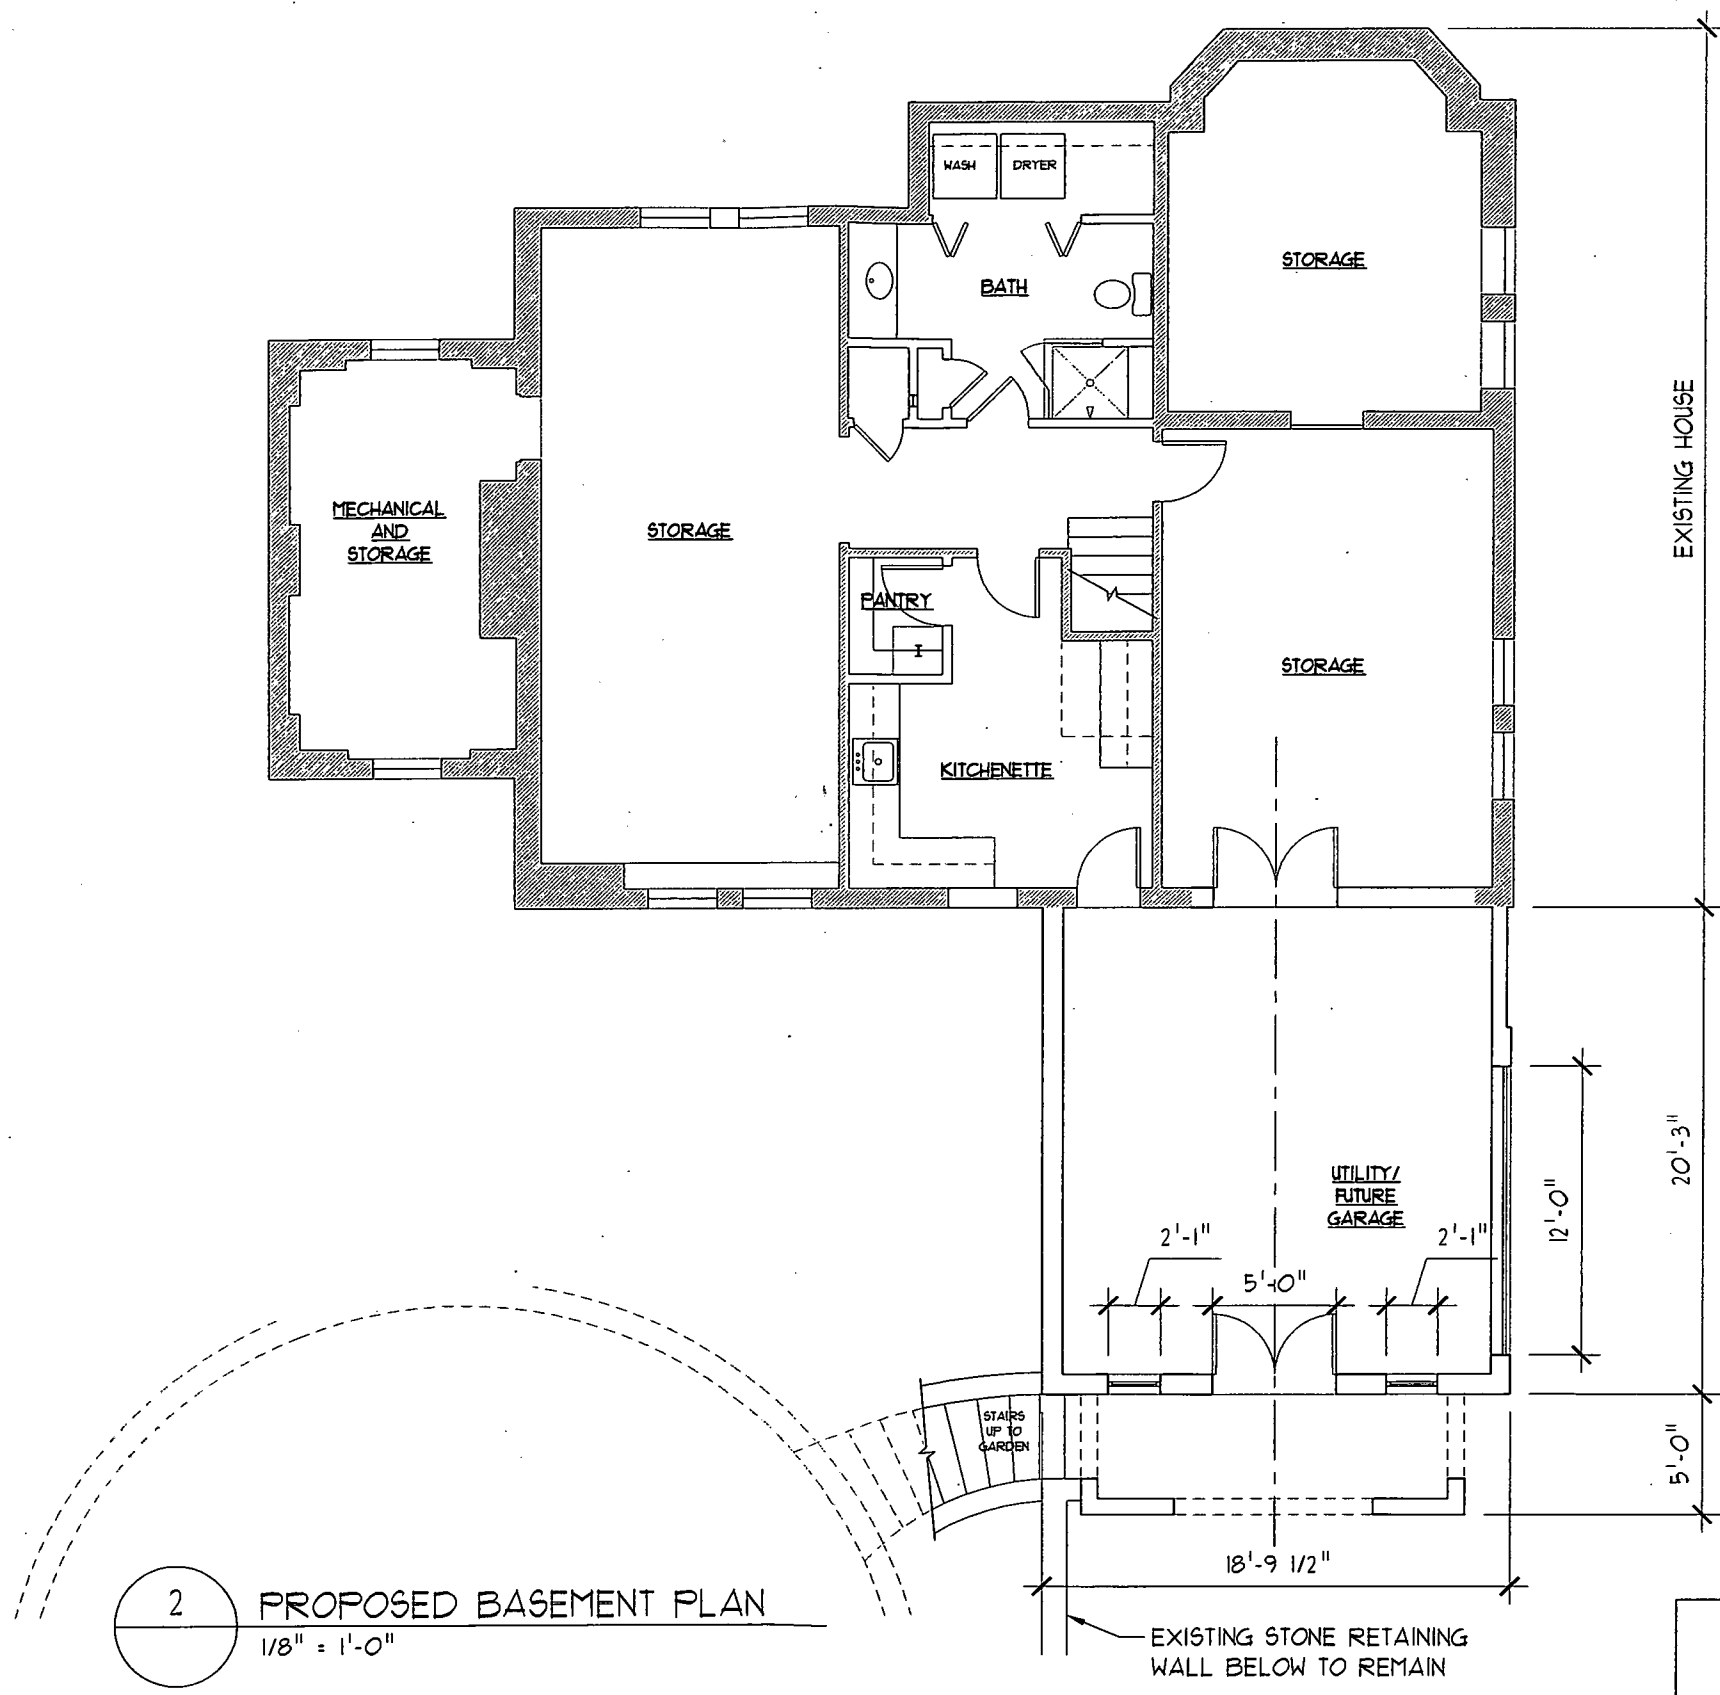 WASH
DRYER
STORAGE
BATH
EXISTING HOUSE
MECHANICAL
AND
STORAGE
STORAGE
PANTRY
I
STORAGE
KITCHENETTE
UTILITY/
FUTURE
GARAGE
20'-3"
12'-0"
2'-1"
2'-1"
5'-0"
STAIRS
UP TO
GARDEN
5'-0"
18'-9 1/2"
2
PROPOSED BASEMENT PLAN
1/8" = 1'-0"
EXISTING STONE RETAINING
WALL BELOW TO REMAIN